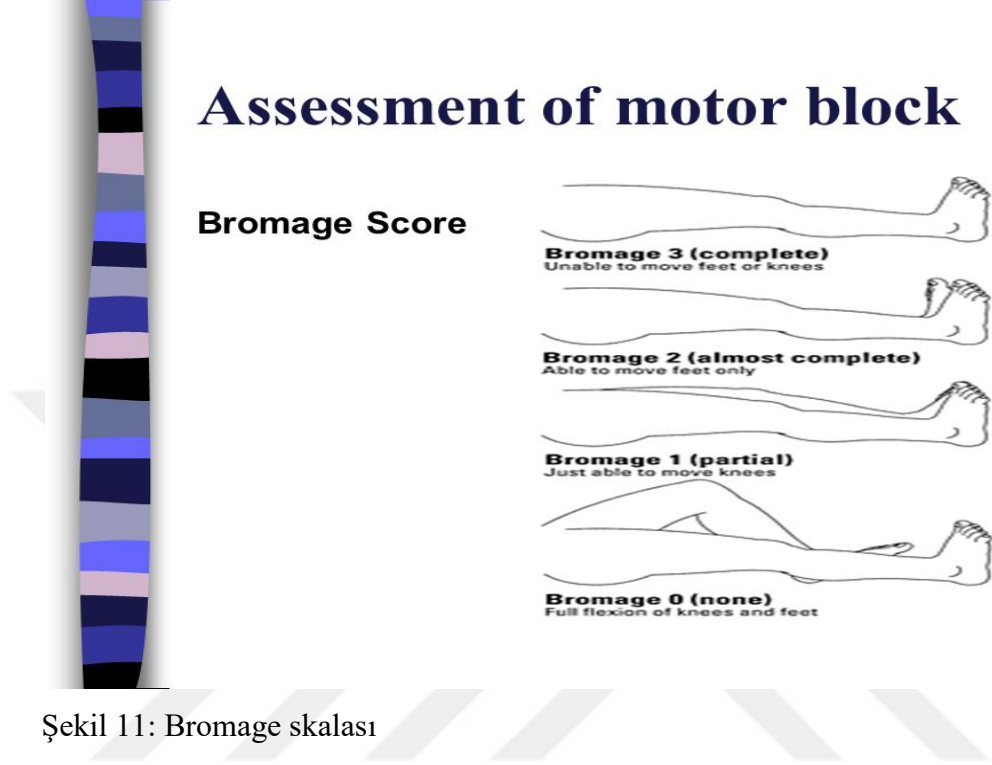 Assessment of motor block
Bromage Score
Bromage 3 (complete)
Unable to move feet or knees
Bromage 2 (almost complete)
Able to move feet only
Bromage 1 (partial)
Just able to move knees
Bromage 0 (none)
Full flexion of knees and feet
Şekil 11: Bromage skalası